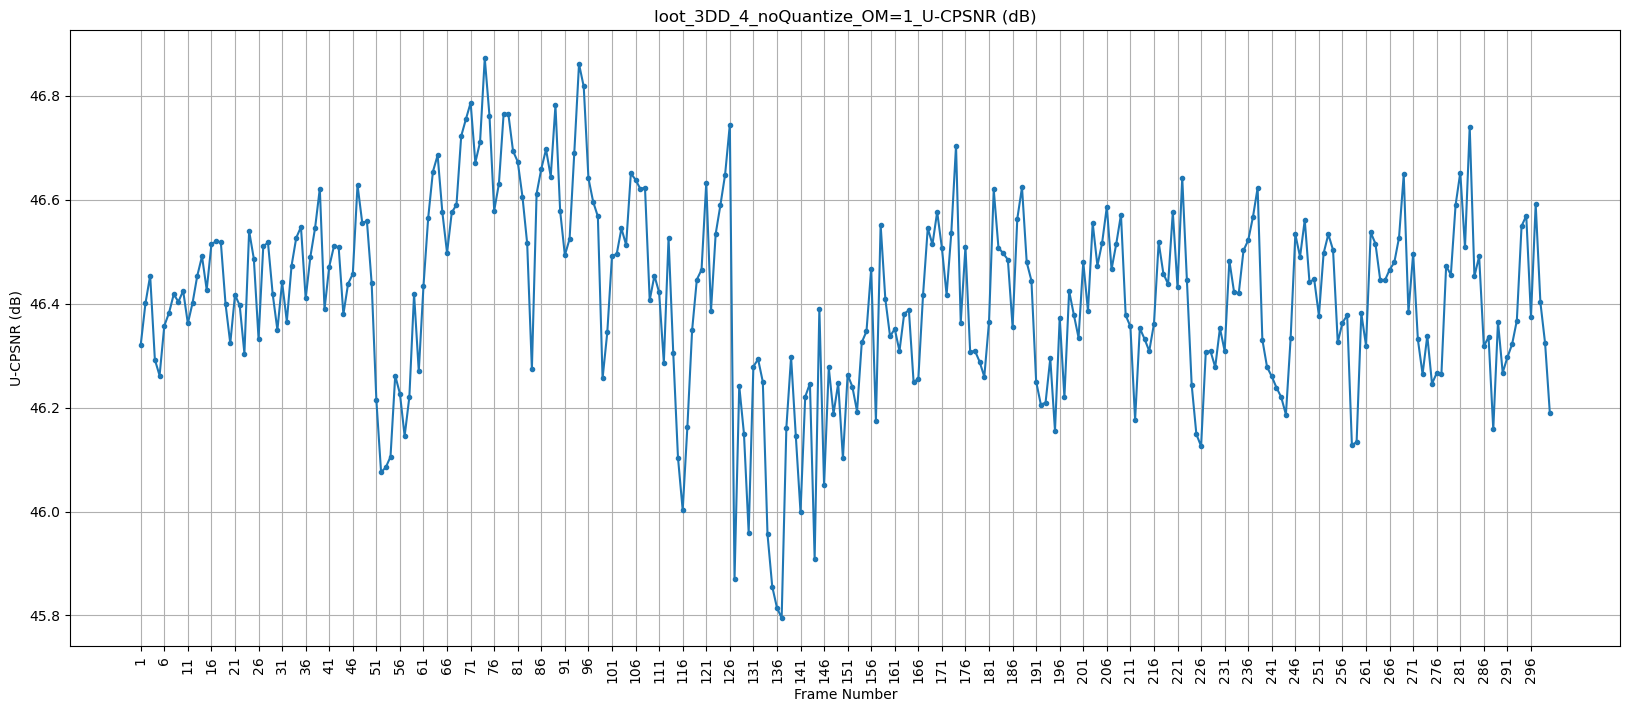 loot_3DD_4_noQuantize_OM=1_U-CPSNR (dB)
U-CPSNR (dB)
46.8
46.6
46.4
46.2
46.0
45.8
1 6 11 16 21 26 31 36 41 46 51 56 61 66 71 76 81 86 91 96 101 106 111 116 121 126 131 136 141 146 151 156 161 166 171 176 181 186 191 196 201 206 211 216 221 226 231 236 241 246 251 256 261 266 271 276 281 286 291 296
Frame Number